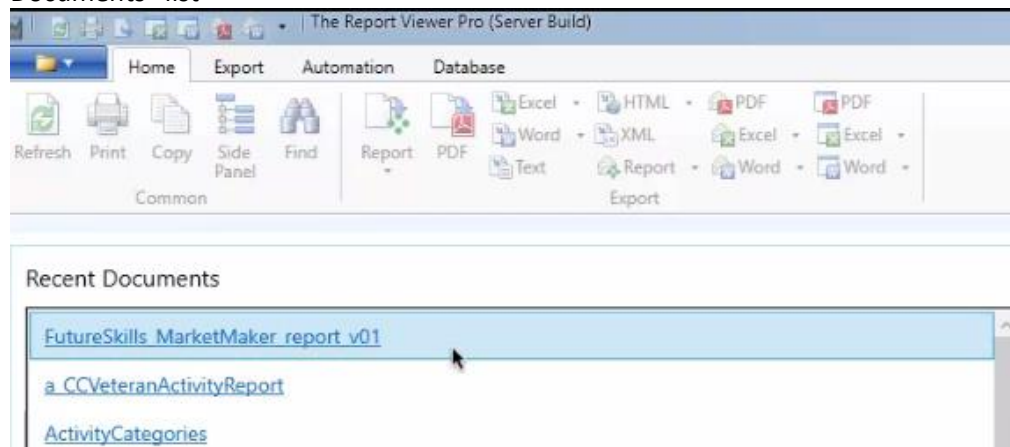 Documents" list
The Report Viewer Pro (Server Build)
Home Export Automation Database
Refresh Print Copy Side Panel Find Report PDF
Excel HTML PDF PDF
Word XML Excel Excel
Text Report Word Word
Common Export
Recent Documents
FutureSkills MarketMaker report v01
a CCVeteranActivityReport
ActivityCategories